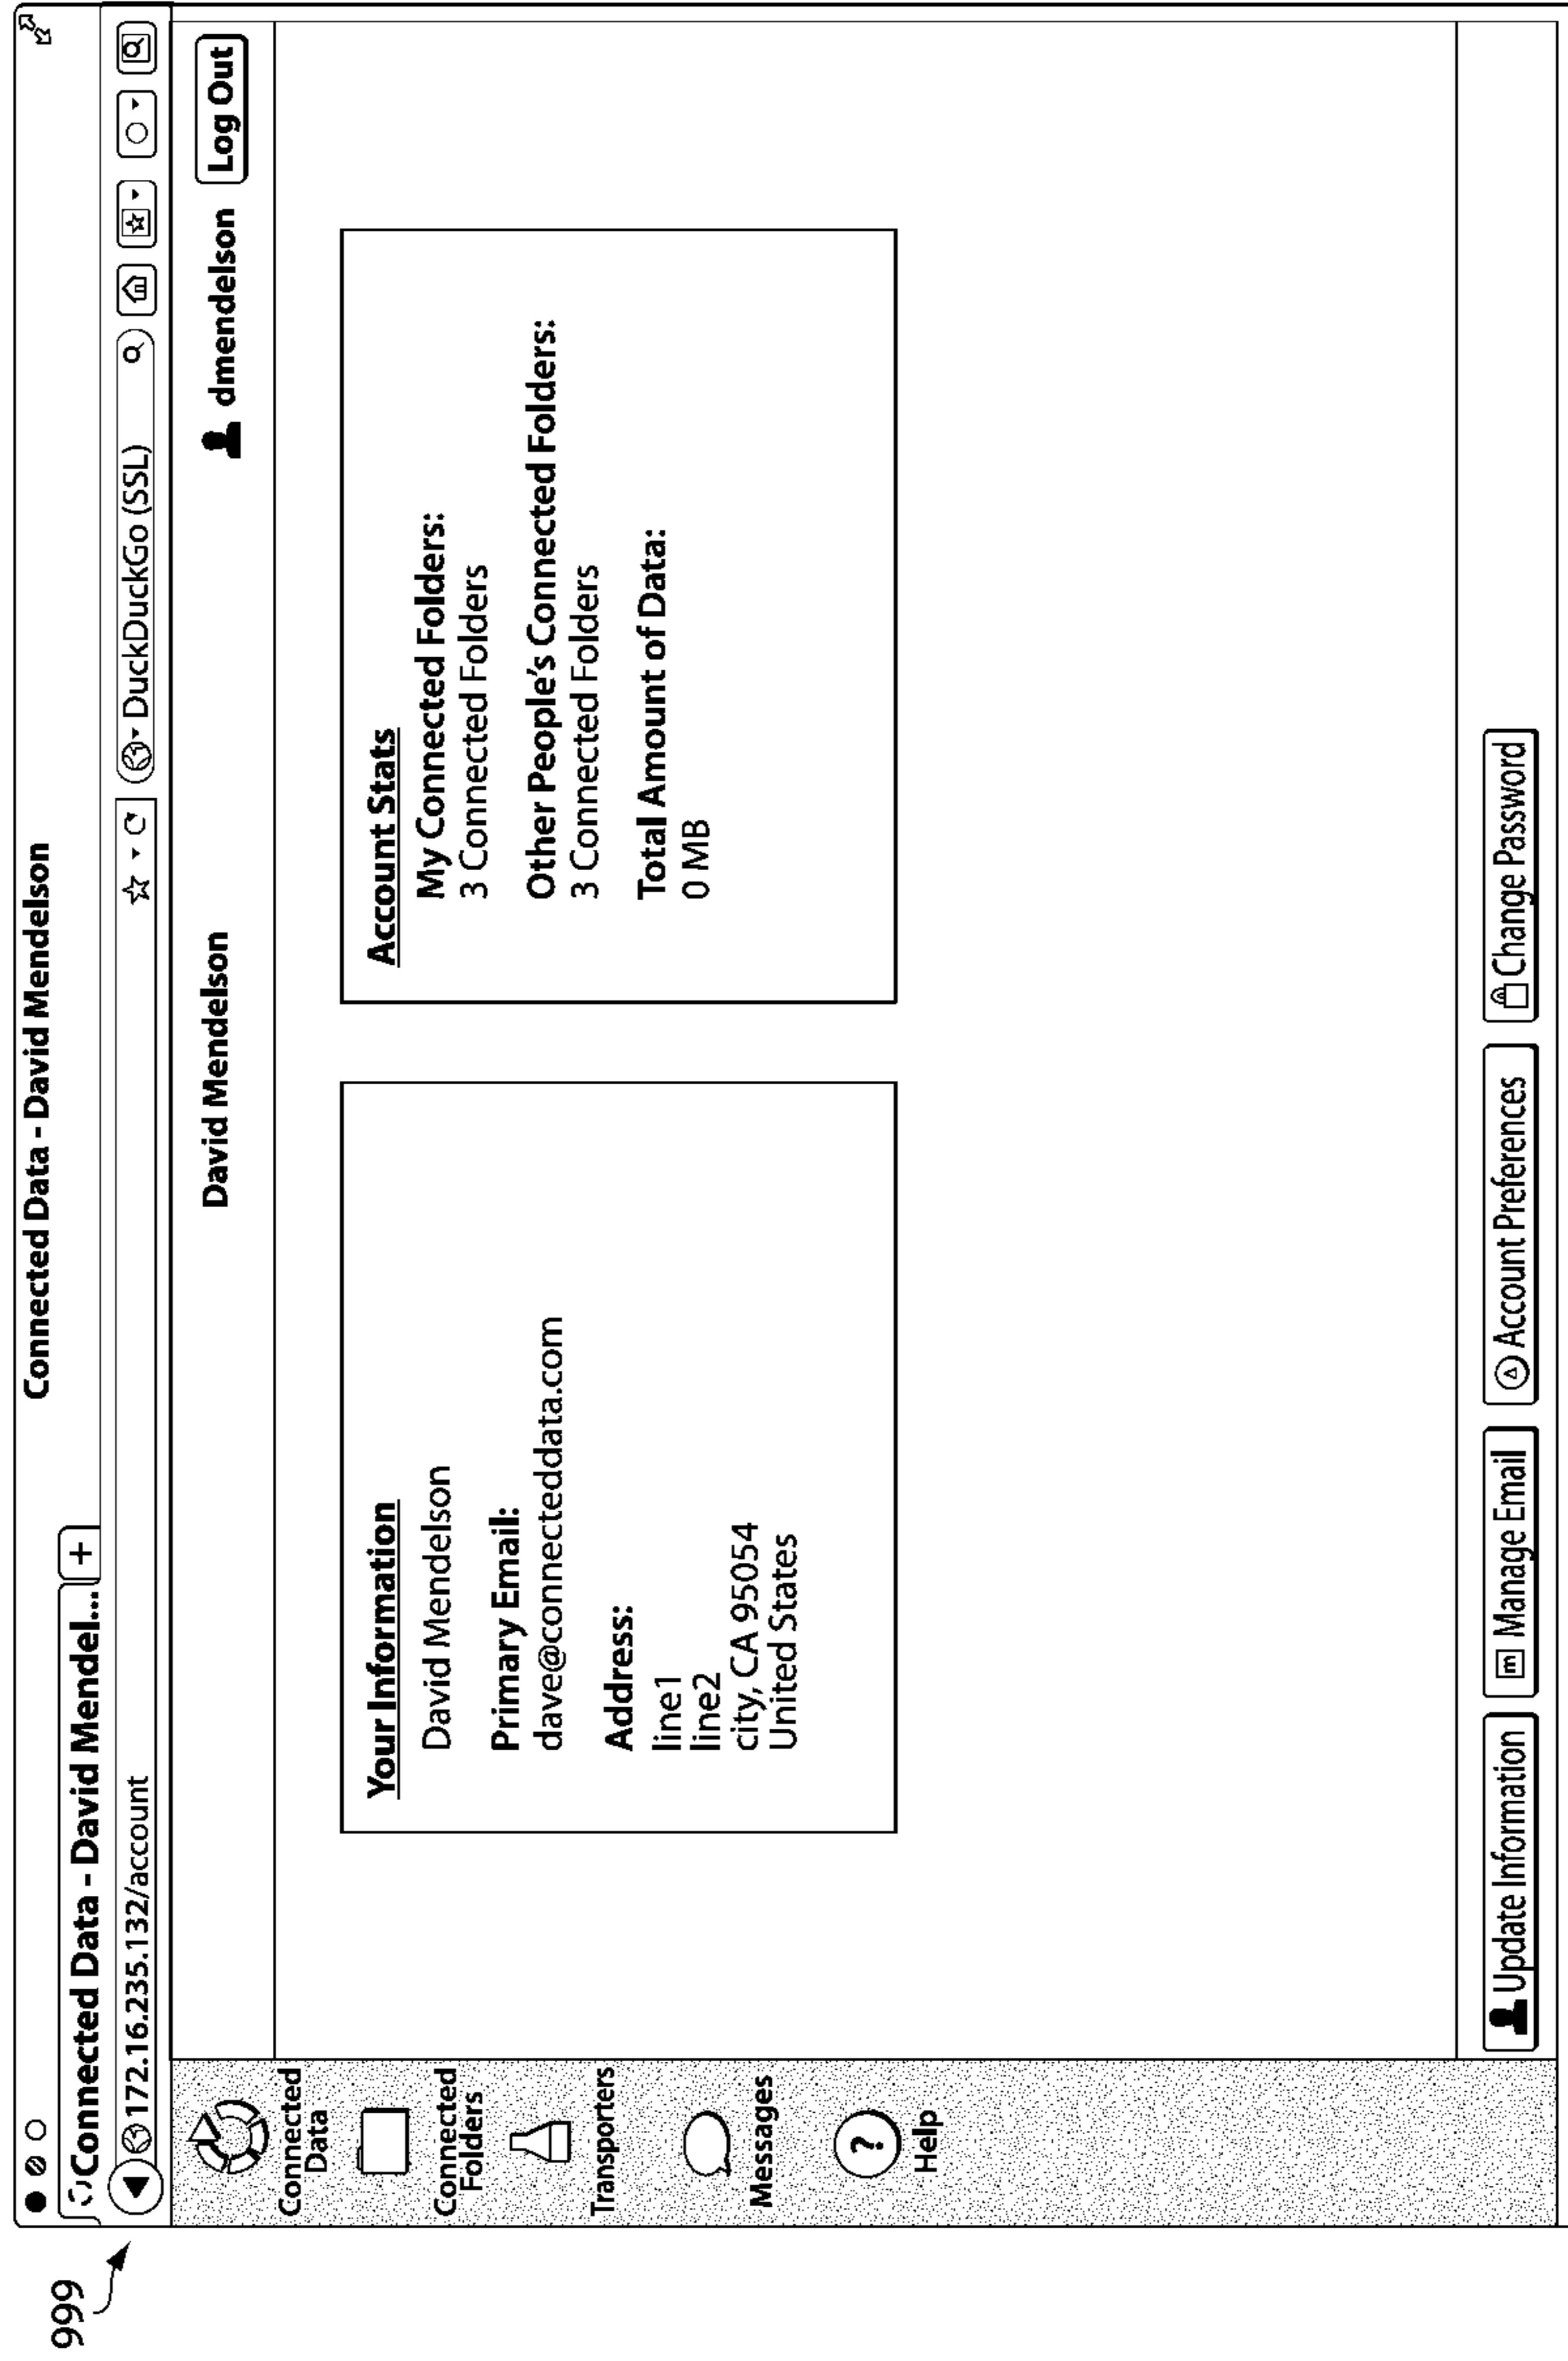 999
Connected Data - David Mendelson
Connected Data - David Mendel...
+
172.16.235.132/account
DuckDuckGo (SSL)
David Mendelson
dmendelson
Log Out
Connected
Data
Connected
Folders
Transporters
Messages
?
Help
Your Information
David Mendelson
Primary Email:
dave@connecteddata.com
Address:
line1
line2
city, CA 95054
United States
Account Stats
My Connected Folders:
3 Connected Folders
Other People's Connected Folders:
3 Connected Folders
Total Amount of Data:
0 MB
Update Information
m Manage Email
Account Preferences
Change Password